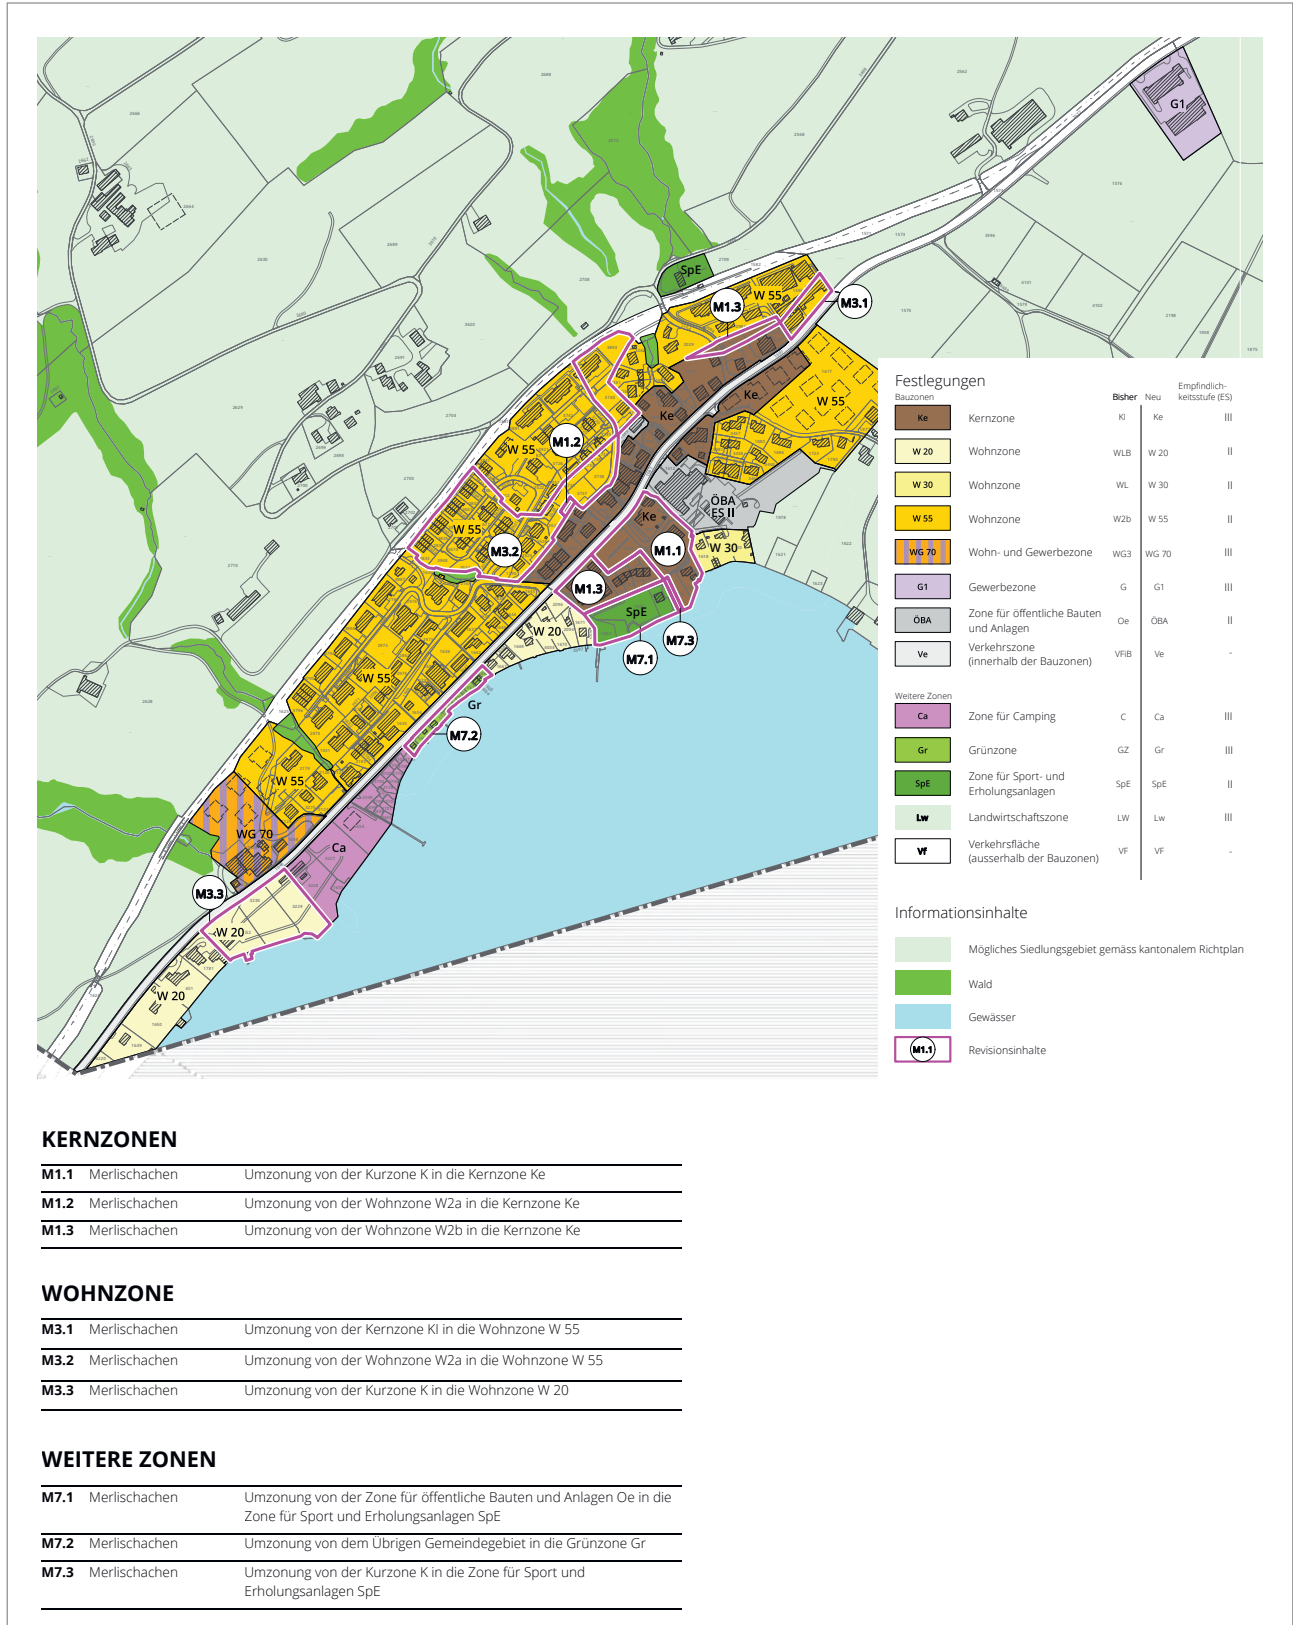 G1
SpE
W 55
M1.3
M3.1
Ke
W 55
Ke
M1.2
W 55
ÖBA
ES II
Ke
W 55
M3.2
M1.1
W 30
M1.3
SpE
W 20
M7.3
M7.1
W 55
Gr
M7.2
W 55
WG 70
Ca
M3.3
W 20
W 20
Festlegungen
Bauzonen Bisher Neu Empfindlich-
keitsstufe (ES)
Ke Kernzone KI Ke III
W 20 Wohnzone WLB W 20 II
W 30 Wohnzone WL W 30 II
W 55 Wohnzone W2b W 55 II
WG 70 Wohn- und Gewerbezone WG3 WG 70 III
G1 Gewerbezone G G1 III
ÖBA Zone für öffentliche Bauten
und Anlagen Oe ÖBA II
Ve Verkehrszone
(innerhalb der Bauzonen) VFiB Ve -
Weitere Zonen
Ca Zone für Camping C Ca III
Gr Grünzone GZ Gr III
SpE Zone für Sport- und
Erholungsanlagen SpE SpE II
Lw Landwirtschaftszone LW Lw III
Vf Verkehrsfläche
(ausserhalb der Bauzonen) VF VF -
Informationsinhalte
Mögliches Siedlungsgebiet gemäss kantonalem Richtplan
Wald
Gewässer
M1.1 Revisionsinhalte
KERNZONEN
M1.1 Merlischachen Umzonung von der Kurzone K in die Kernzone Ke
M1.2 Merlischachen Umzonung von der Wohnzone W2a in die Kernzone Ke
M1.3 Merlischachen Umzonung von der Wohnzone W2b in die Kernzone Ke
WOHNZONE
M3.1 Merlischachen Umzonung von der Kernzone KI in die Wohnzone W 55
M3.2 Merlischachen Umzonung von der Wohnzone W2a in die Wohnzone W 55
M3.3 Merlischachen Umzonung von der Kurzone K in die Wohnzone W 20
WEITERE ZONEN
M7.1 Merlischachen Umzonung von der Zone für öffentliche Bauten und Anlagen Oe in die
Zone für Sport und Erholungsanlagen SpE
M7.2 Merlischachen Umzonung von dem Übrigen Gemeindegebiet in die Grünzone Gr
M7.3 Merlischachen Umzonung von der Kurzone K in die Zone für Sport und
Erholungsanlagen SpE